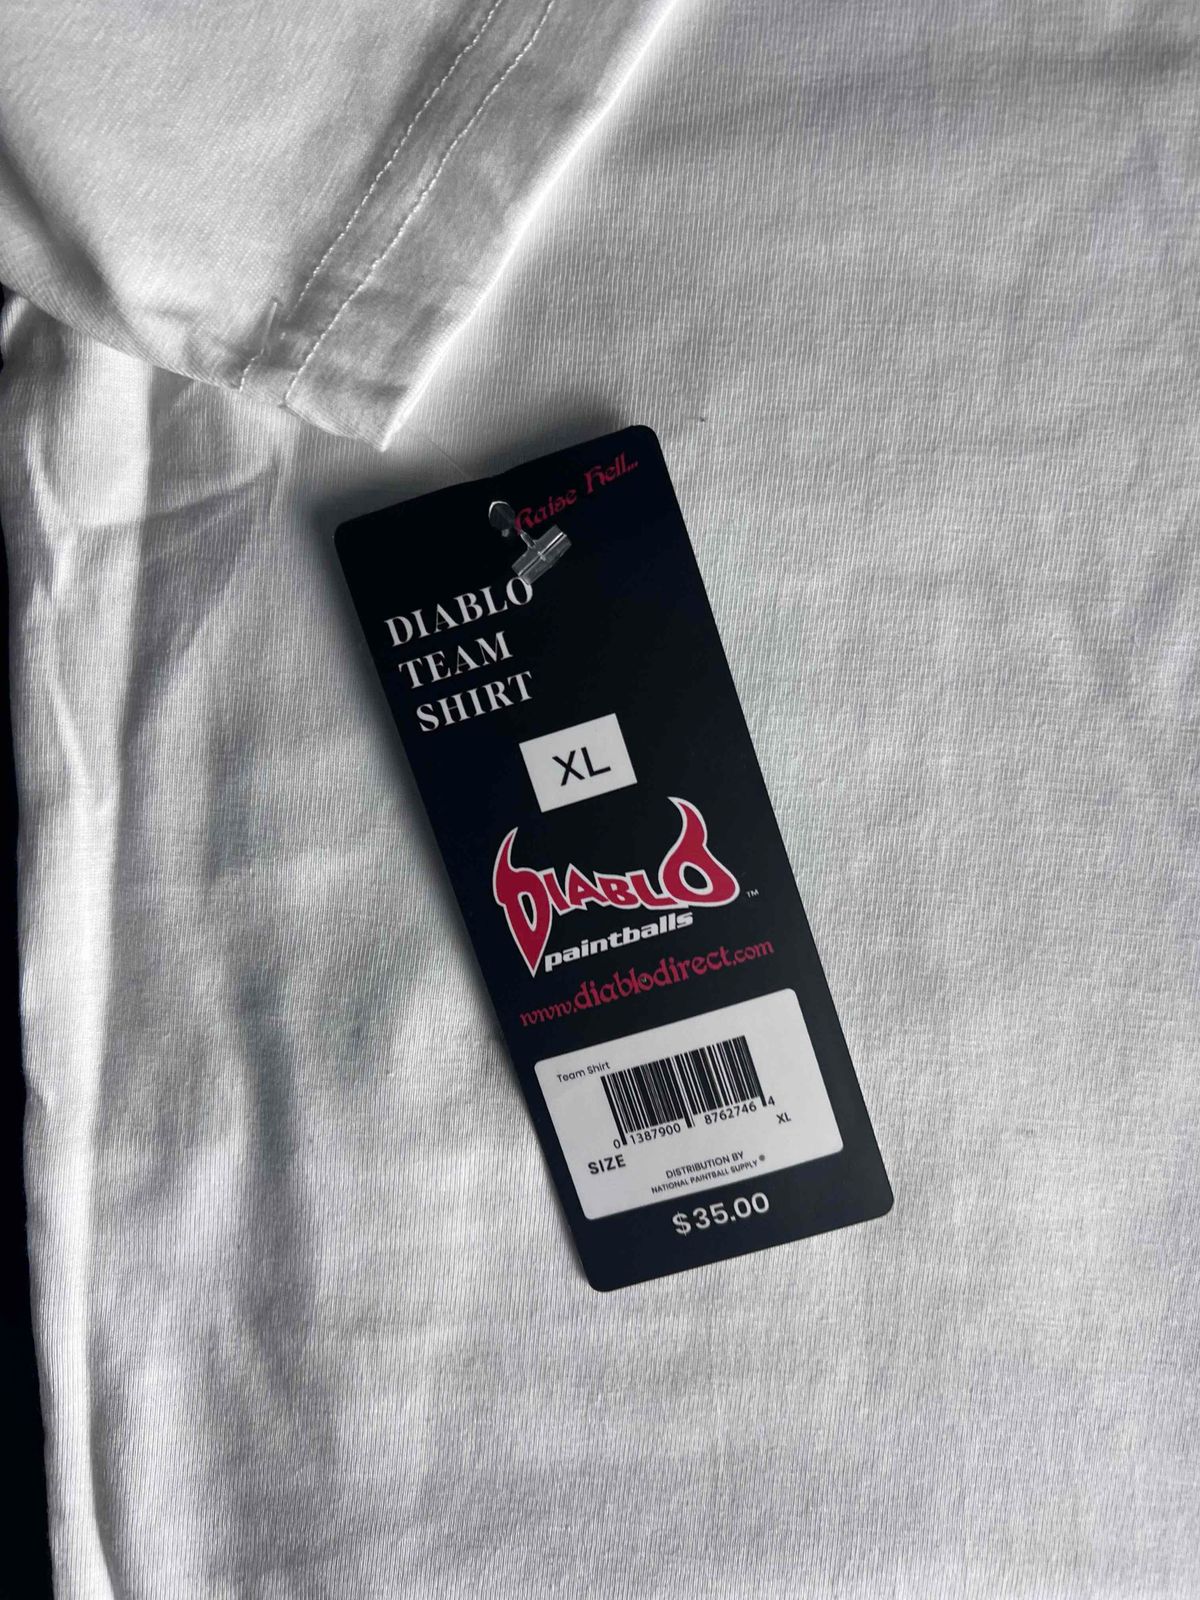 Raise Hell...
DIABLO
TEAM
SHIRT
XL
DIABLO™
paintballs
www.diablodirect.com
Team Shirt
0 1387900 8762746 4
SIZE
XL
DISTRIBUTION BY
NATIONAL PAINTBALL SUPPLY®
$35.00